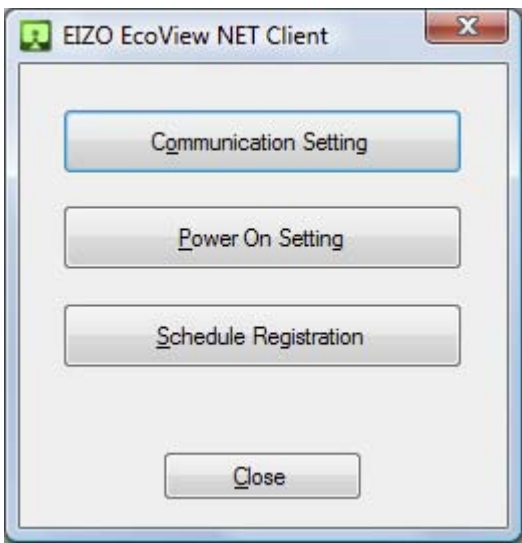 EIZO EcoView NET Client
Communication Setting
Power On Setting
Schedule Registration
Close